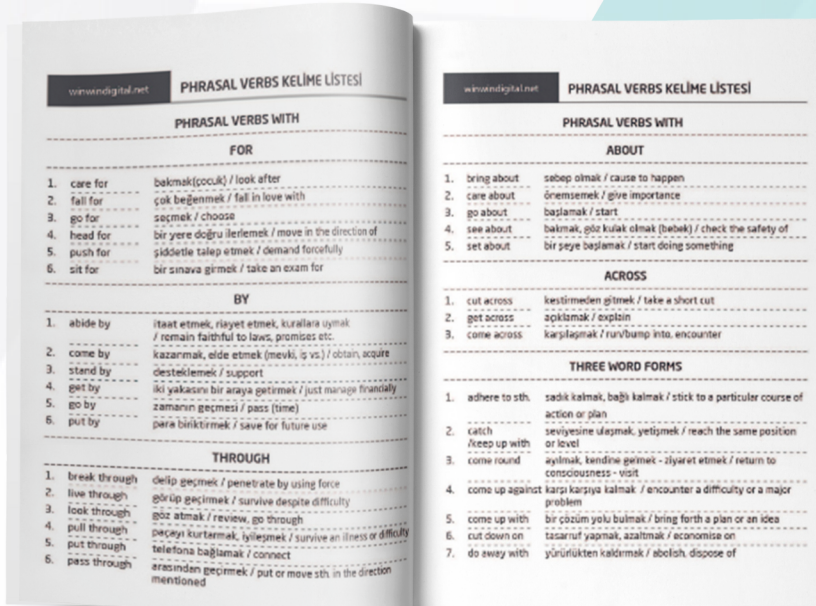 winwindigital.net PHRASAL VERBS KELİME LİSTESİ
PHRASAL VERBS WITH
FOR
1. care for bakmak(çocuk) / look after
2. fall for çok beğenmek / fall in love with
3. go for seçmek / choose
4. head for bir yere doğru ilerlemek / move in the direction of
5. push for şiddetle talep etmek / demand forcefully
6. sit for bir sınava girmek / take an exam for
BY
1. abide by itaat etmek, riayet etmek, kurallara uymak
/ remain faithful to laws, promises etc.
2. come by kazanmak, elde etmek (mevki, iş vs.) / obtain, acquire
3. stand by desteklemek / support
4. get by iki yakasını bir araya getirmek / just manage financially
5. go by zamanın geçmesi / pass (time)
6. put by para biriktirmek / save for future use
THROUGH
1. break through delip geçmek / penetrate by using force
2. live through görüp geçirmek / survive despite difficulty
3. look through göz atmak / review, go through
4. pull through paçayı kurtarmak, iyileşmek / survive an illness or difficulty
5. put through telefona bağlamak / connect
6. pass through arasından geçirmek / put or move sth. in the direction
mentioned
winwindigital.net PHRASAL VERBS KELİME LİSTESİ
PHRASAL VERBS WITH
ABOUT
1. bring about sebep olmak / cause to happen
2. care about önemsemek / give importance
3. go about başlamak / start
4. see about bakmak, göz kulak olmak (bebek) / check the safety of
5. set about bir şeye başlamak / start doing something
ACROSS
1. cut across kestirmeden gitmek / take a short cut
2. get across açıklamak / explain
3. come across karşılaşmak / run/bump into, encounter
THREE WORD FORMS
1. adhere to sth. sadık kalmak, bağlı kalmak / stick to a particular course of
action or plan
2. catch seviyesine ulaşmak, yetişmek / reach the same position
/keep up with or level
3. come round ayılmak, kendine gelmek - ziyaret etmek / return to
consciousness - visit
4. come up against karşı karşıya kalmak / encounter a difficulty or a major
problem
5. come up with bir çözüm yolu bulmak / bring forth a plan or an idea
6. cut down on tasarruf yapmak, azaltmak / economise on
7. do away with yürürlükten kaldırmak / abolish, dispose of